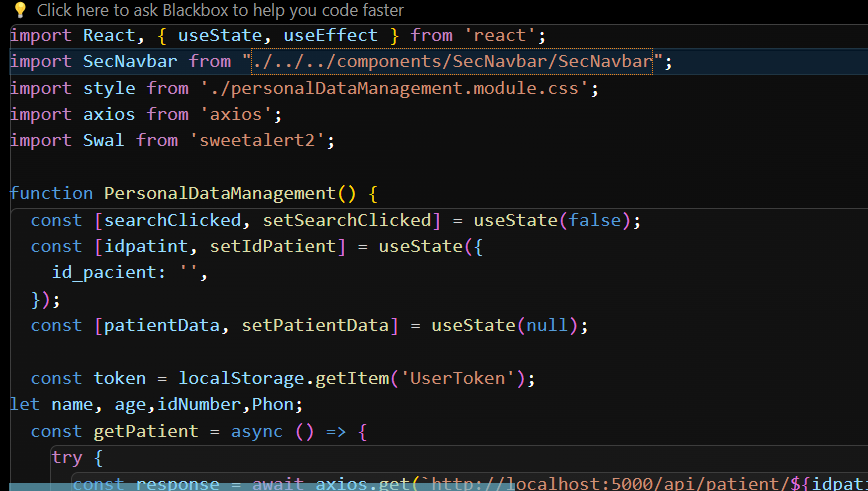 Click here to ask Blackbox to help you code faster
import React, { useState, useEffect } from 'react';
import SecNavbar from "./../../components/SecNavbar/SecNavbar";
import style from './personalDataManagement.module.css';
import axios from 'axios';
import Swal from 'sweetalert2';
function PersonalDataManagement() {
const [searchClicked, setSearchClicked] = useState(false);
const [idpatint, setIdPatient] = useState({
id_pacient: '',
});
const [patientData, setPatientData] = useState(null);
const token = localStorage.getItem('UserToken');
let name, age,idNumber,Phon;
const getPatient = async () => {
try {
const response = await axios.get(`http://localhost:5000/api/patient/${idpat